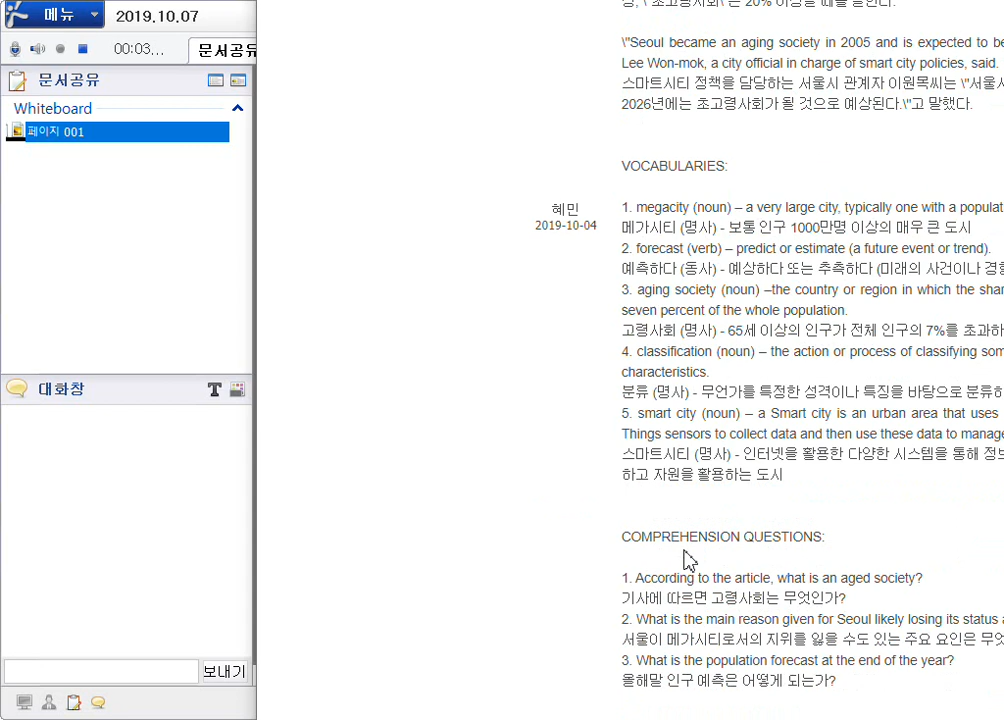 메뉴
2019.10.07
00:03...
문서공유
문서공유
Whiteboard
페이지 001
대화창
보내기
혜민
2019-10-04
상, \"초고령사회\"는 20% 이상일 때를 말한다.
\"Seoul became an aging society in 2005 and is expected to be
Lee Won-mok, a city official in charge of smart city policies, said.
스마트시티 정책을 담당하는 서울시 관계자 이원목씨는 \"서울시
2026년에는 초고령사회가 될 것으로 예상된다.\"고 말했다.
VOCABULARIES:
1. megacity (noun) – a very large city, typically one with a populat
메가시티 (명사) - 보통 인구 1000만명 이상의 매우 큰 도시
2. forecast (verb) – predict or estimate (a future event or trend).
예측하다 (동사) - 예상하다 또는 추측하다 (미래의 사건이나 경향
3. aging society (noun) –the country or region in which the shar
seven percent of the whole population.
고령사회 (명사) - 65세 이상의 인구가 전체 인구의 7%를 초과하
4. classification (noun) – the action or process of classifying som
characteristics.
분류 (명사) - 무언가를 특정한 성격이나 특징을 바탕으로 분류하
5. smart city (noun) – a Smart city is an urban area that uses
Things sensors to collect data and then use these data to manage
스마트시티 (명사) - 인터넷을 활용한 다양한 시스템을 통해 정보
하고 자원을 활용하는 도시
COMPREHENSION QUESTIONS:
1. According to the article, what is an aged society?
기사에 따르면 고령사회는 무엇인가?
2. What is the main reason given for Seoul likely losing its status a
서울이 메가시티로서의 지위를 잃을 수도 있는 주요 요인은 무엇
3. What is the population forecast at the end of the year?
올해말 인구 예측은 어떻게 되는가?